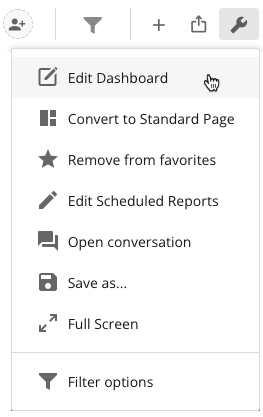 Edit Dashboard
Convert to Standard Page
Remove from favorites
Edit Scheduled Reports
Open conversation
Save as...
Full Screen
Filter options